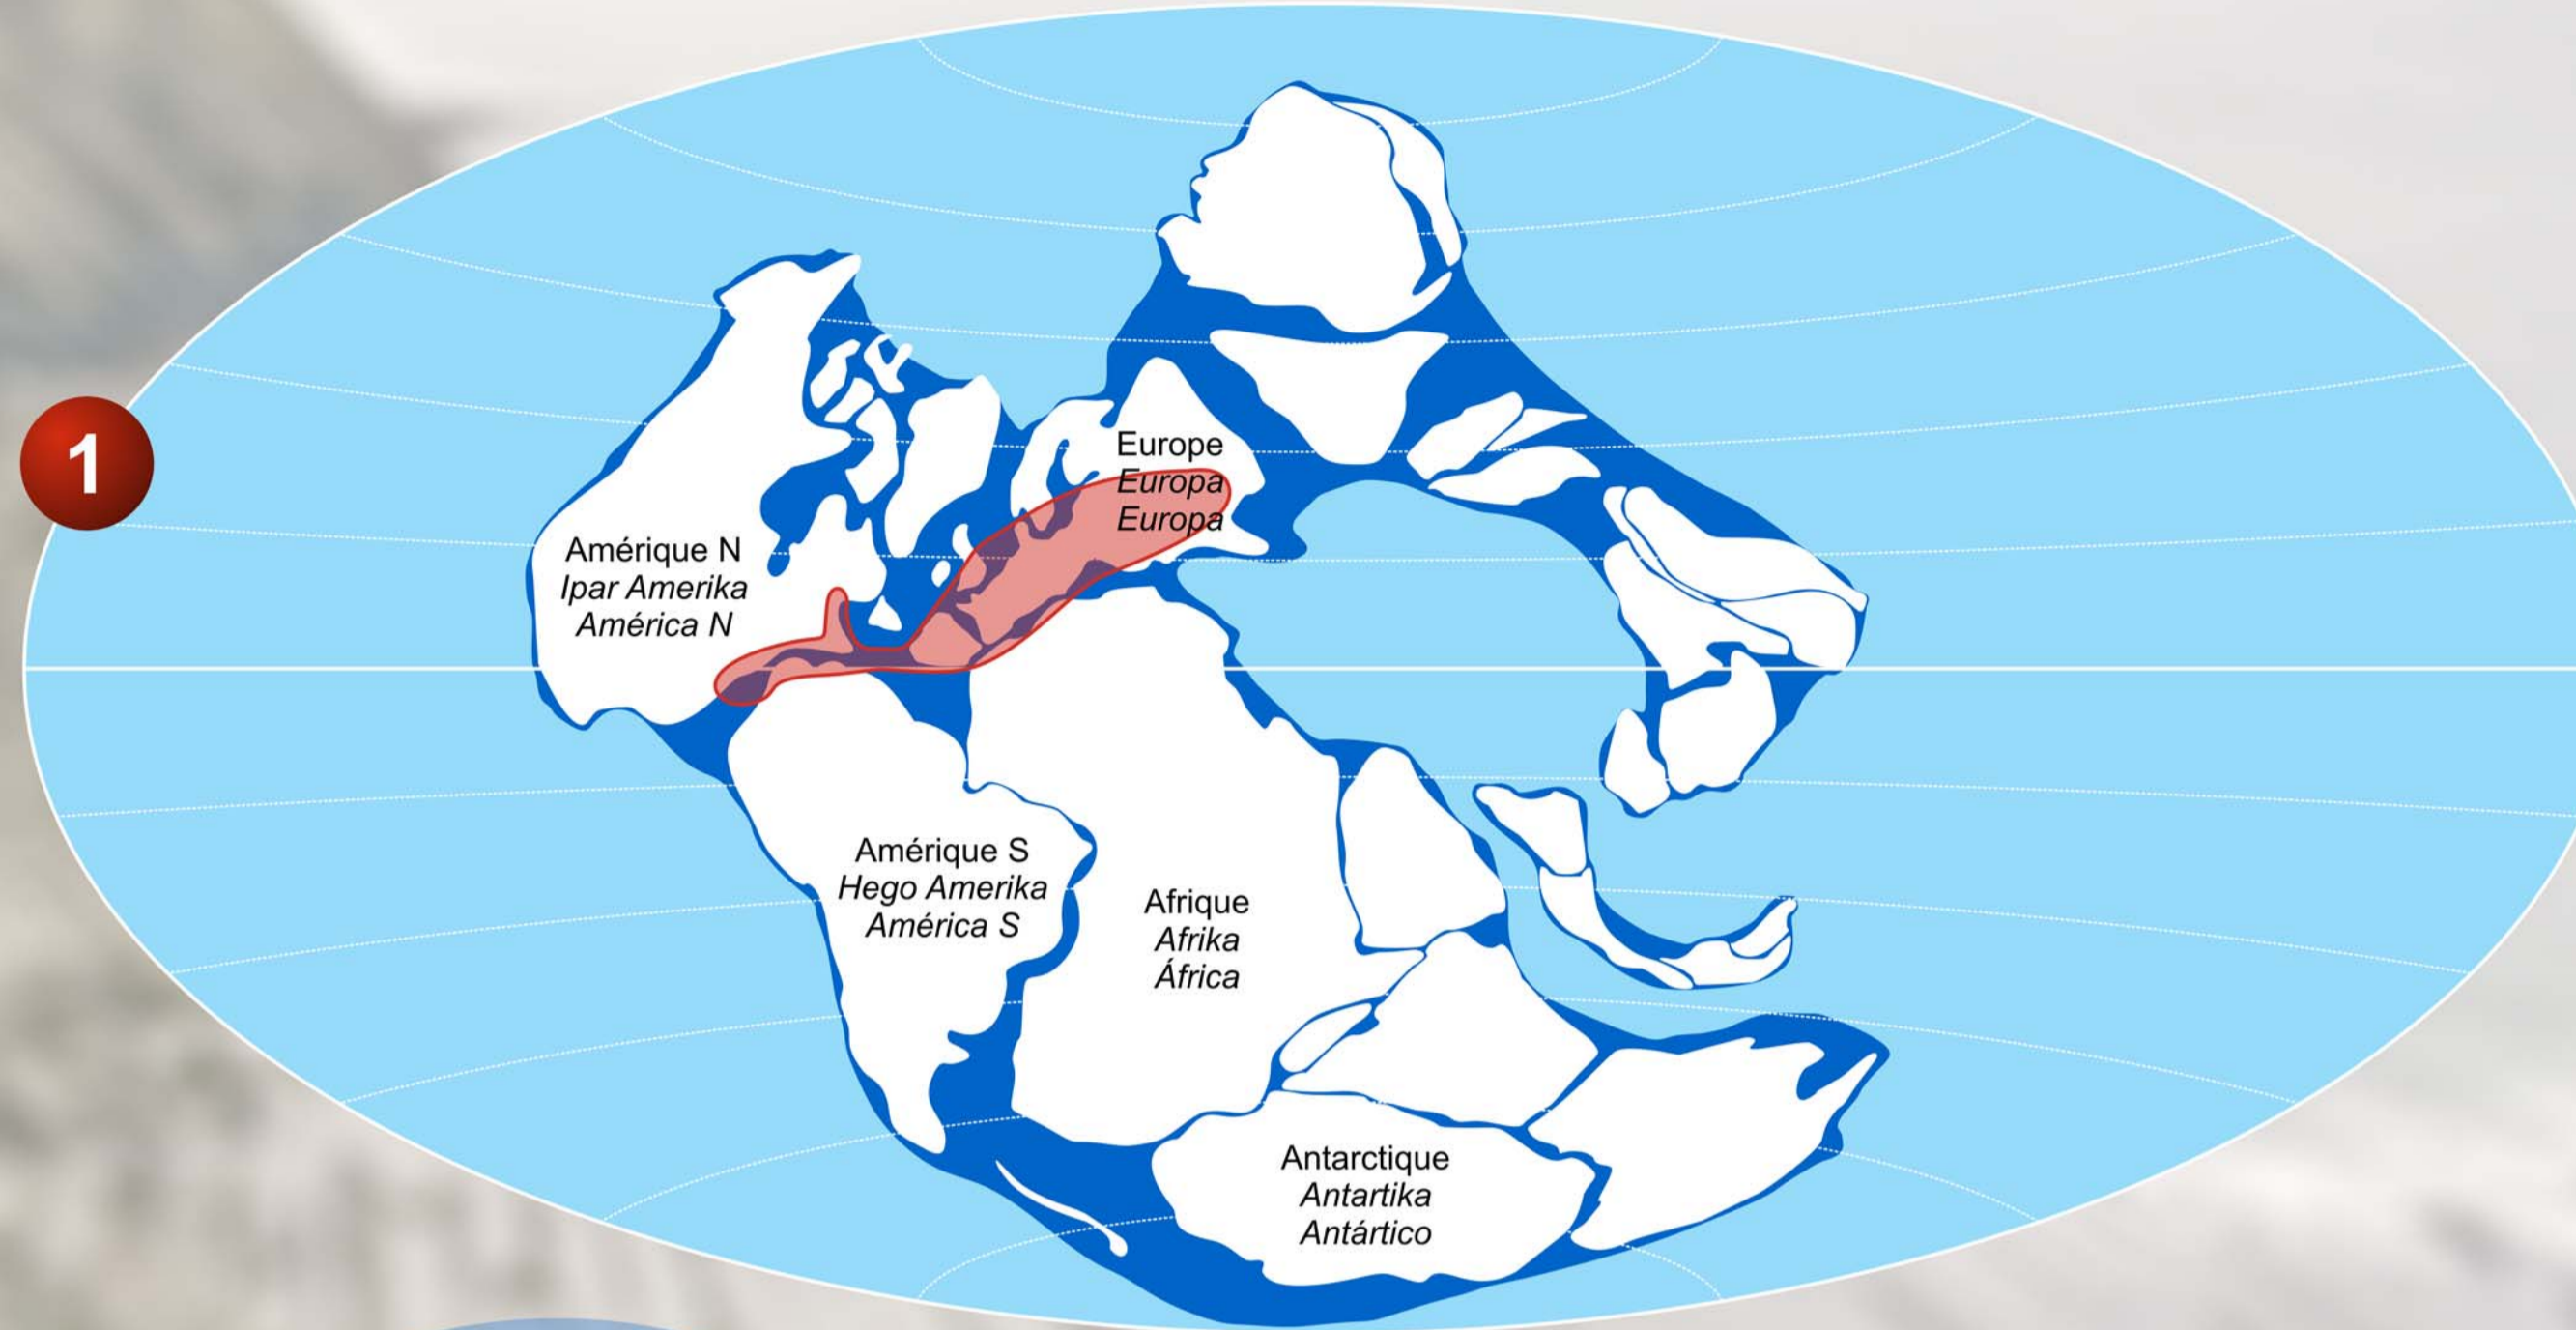 1
Europe
Europa
Europa
Amérique N
Ipar Amerika
América N
Amérique S
Hego Amerika
América S
Afrique
Afrika
África
Antarctique
Antartika
Antártico